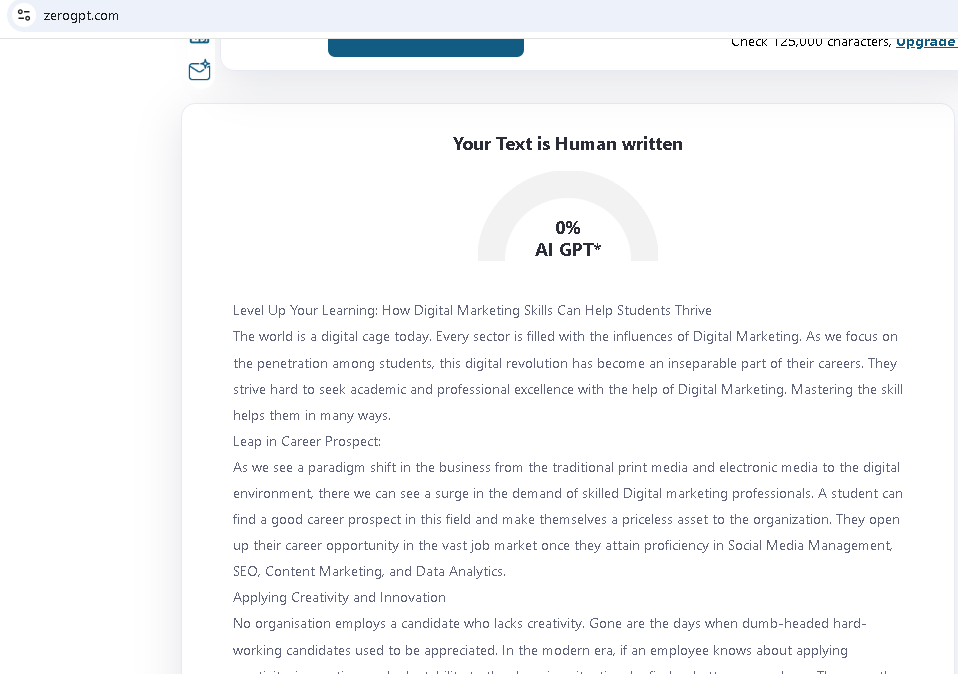 zerogpt.com
Check 125,000 characters, Upgrade
Your Text is Human written
0%
AI GPT*
Level Up Your Learning: How Digital Marketing Skills Can Help Students Thrive
The world is a digital cage today. Every sector is filled with the influences of Digital Marketing. As we focus on
the penetration among students, this digital revolution has become an inseparable part of their careers. They
strive hard to seek academic and professional excellence with the help of Digital Marketing. Mastering the skill
helps them in many ways.
Leap in Career Prospect:
As we see a paradigm shift in the business from the traditional print media and electronic media to the digital
environment, there we can see a surge in the demand of skilled Digital marketing professionals. A student can
find a good career prospect in this field and make themselves a priceless asset to the organization. They open
up their career opportunity in the vast job market once they attain proficiency in Social Media Management,
SEO, Content Marketing, and Data Analytics.
Applying Creativity and Innovation
No organisation employs a candidate who lacks creativity. Gone are the days when dumb-headed hard-
working candidates used to be appreciated. In the modern era, if an employee knows about applying